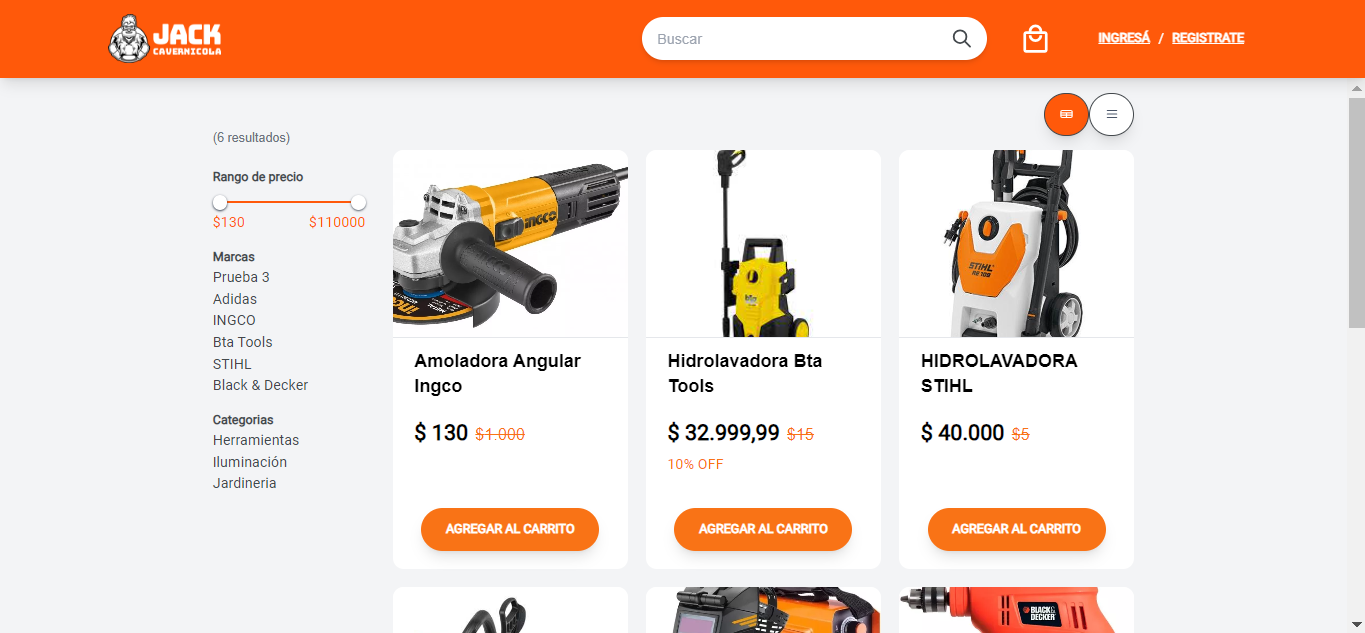 JACK
CAVERNICOLA
Buscar
INGRESÁ / REGISTRATE
(6 resultados)
Rango de precio
$130 $110000
Marcas
Prueba 3
Adidas
INGCO
Bta Tools
STIHL
Black & Decker
Categorias
Herramientas
Iluminación
Jardineria
INGCO
STIHL
RE 108
Amoladora Angular
Ingco
$ 130 $1.000
AGREGAR AL CARRITO
Hidrolavadora Bta
Tools
$ 32.999,99 $15
10% OFF
AGREGAR AL CARRITO
HIDROLAVADORA
STIHL
$ 40.000 $5
AGREGAR AL CARRITO
BLACK&
DECKER